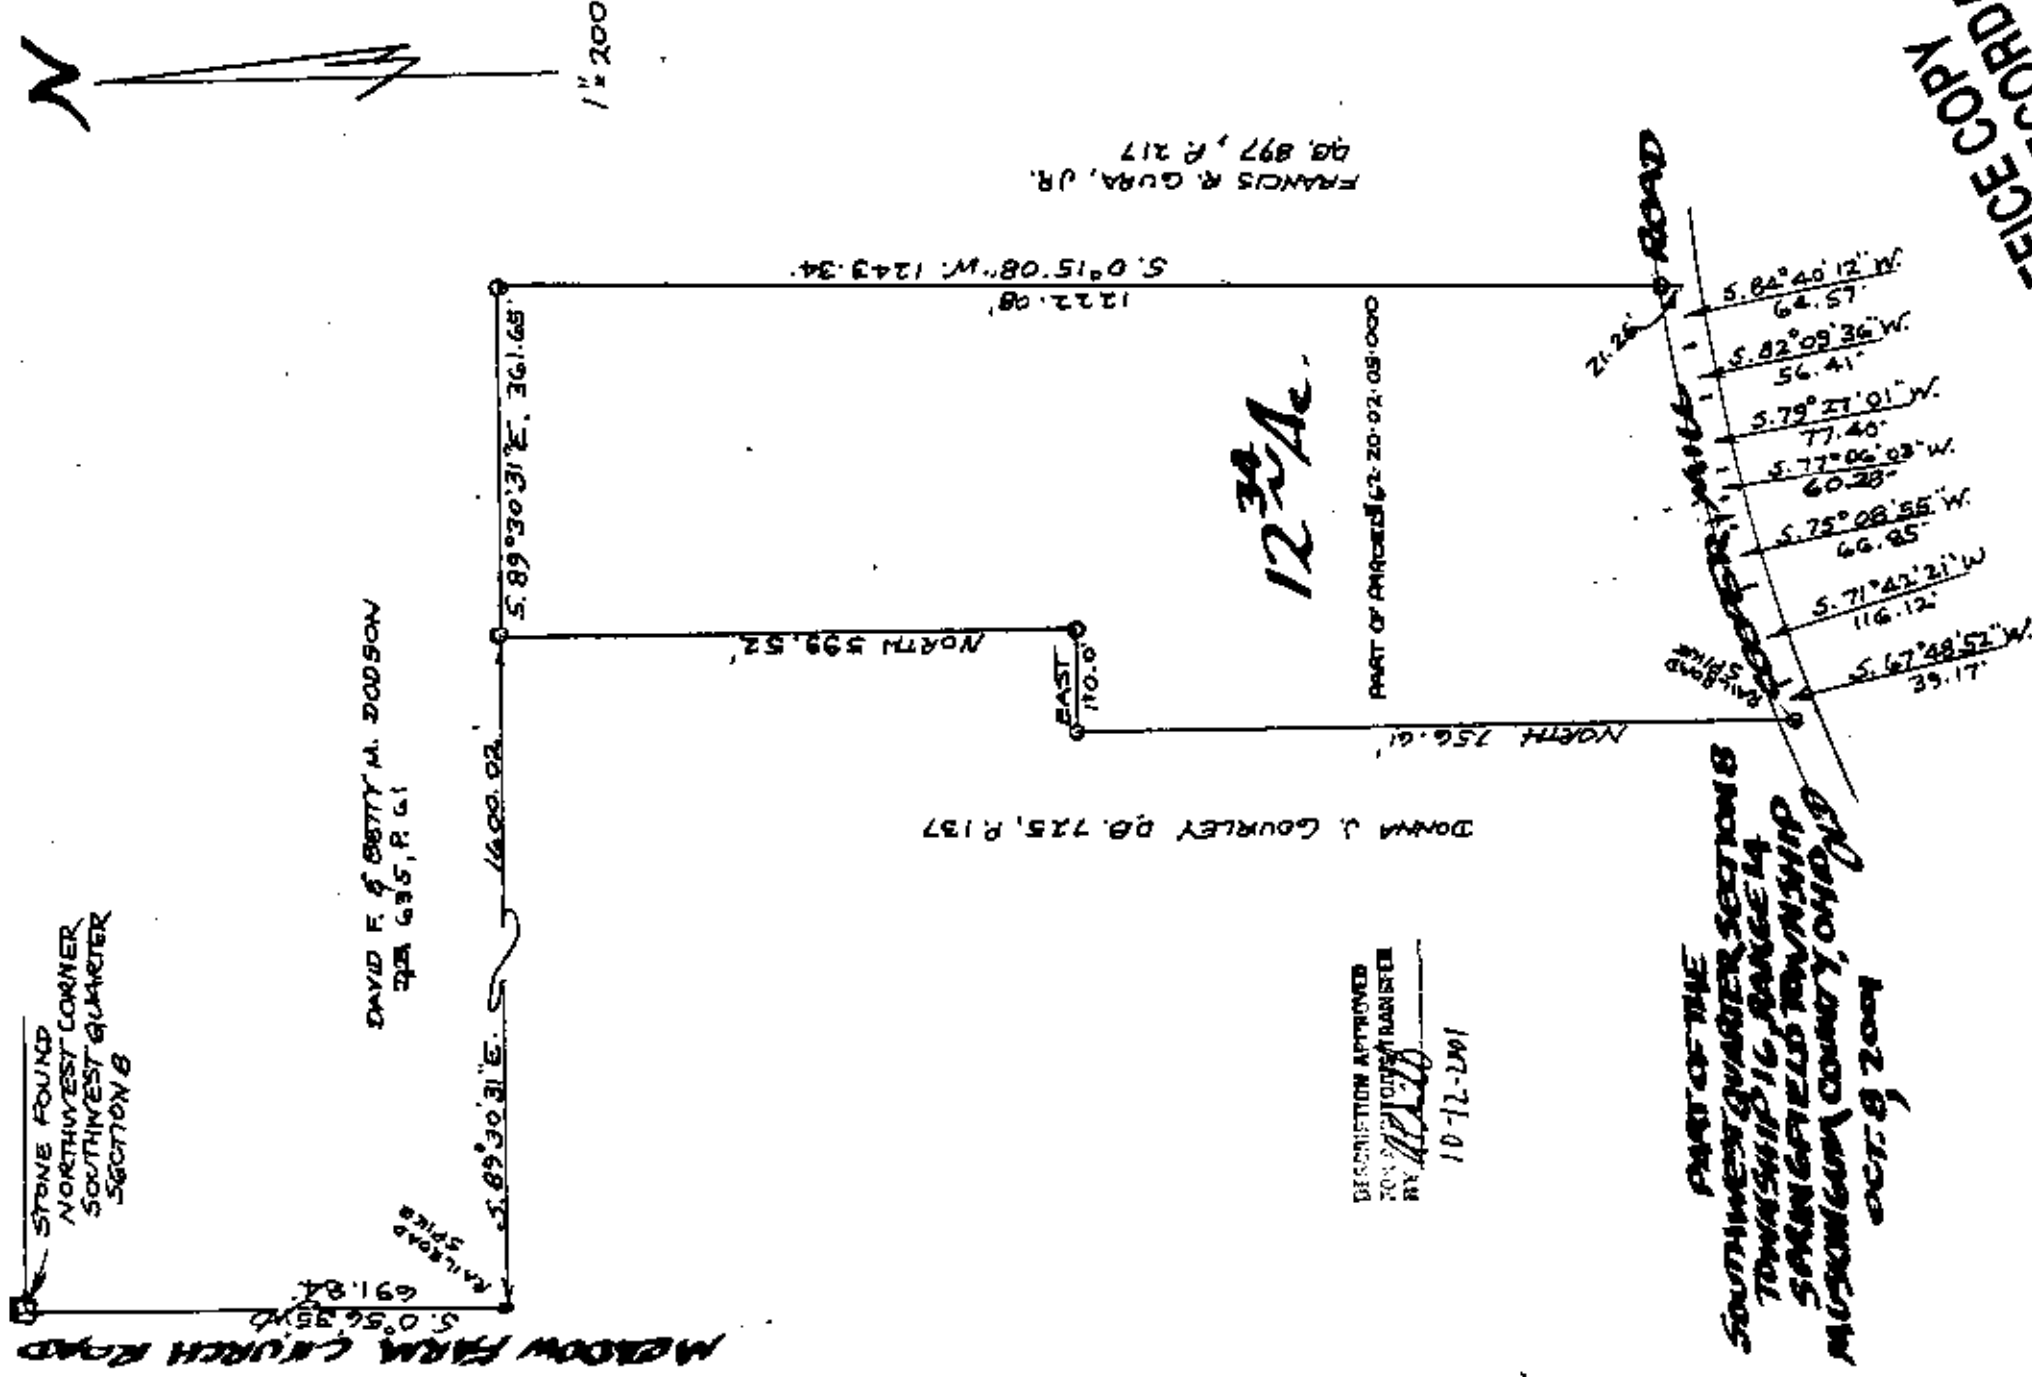 N
1"=200
STONE FOUND
NORTHWEST CORNER
SOUTHWEST QUARTER
SECTION 8
MEADOW FARM CHURCH ROAD
S. 0°56'35"W
691.84'
RAILROAD
SPIKE
S. 89°30'31"E.
1600.02'
DAVID F. & BETTY M. DODSON
DB. 635, P. 61
S. 89°30'31"E. 361.65'
S. 0°15'08"W. 1243.34'
1222.08'
FRANCIS R. GURA, JR.
DB. 897, P. 217
NORTH 599.52'
EAST
110.0'
NORTH 756.61'
PART OF 62-20-02-05-000
DONNA J. GOURLEY DB. 725, P. 137
21.26'
ROAD
S. 84°40'12"W.
64.57'
S. 82°09'36"W.
56.41'
S. 79°27'01"W.
77.40'
S. 77°06'03"W.
60.28'
S. 75°08'55"W.
66.85'
S. 71°42'21"W
116.12'
S. 67°48'52"W.
39.17'
RAILROAD
SPIKE
DESCRIPTION APPROVED
BY
10-12-2001
PART OF THE
SOUTHWEST QUARTER, SECTION 8
TOWNSHIP 16, RANGE 14
SPRINGFIELD TOWNSHIP
MUSKINGUM COUNTY, OHIO
OCT. 8, 2001
COPY